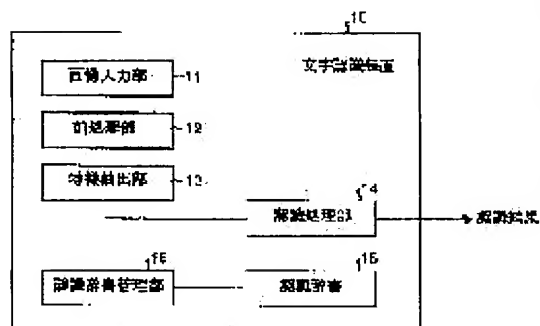 10
文字認識装置
画像入力部 11
前処理部 12
特徴抽出部 13
14
認識処理部
認識結果
15
認識辞書管理部
認識辞書